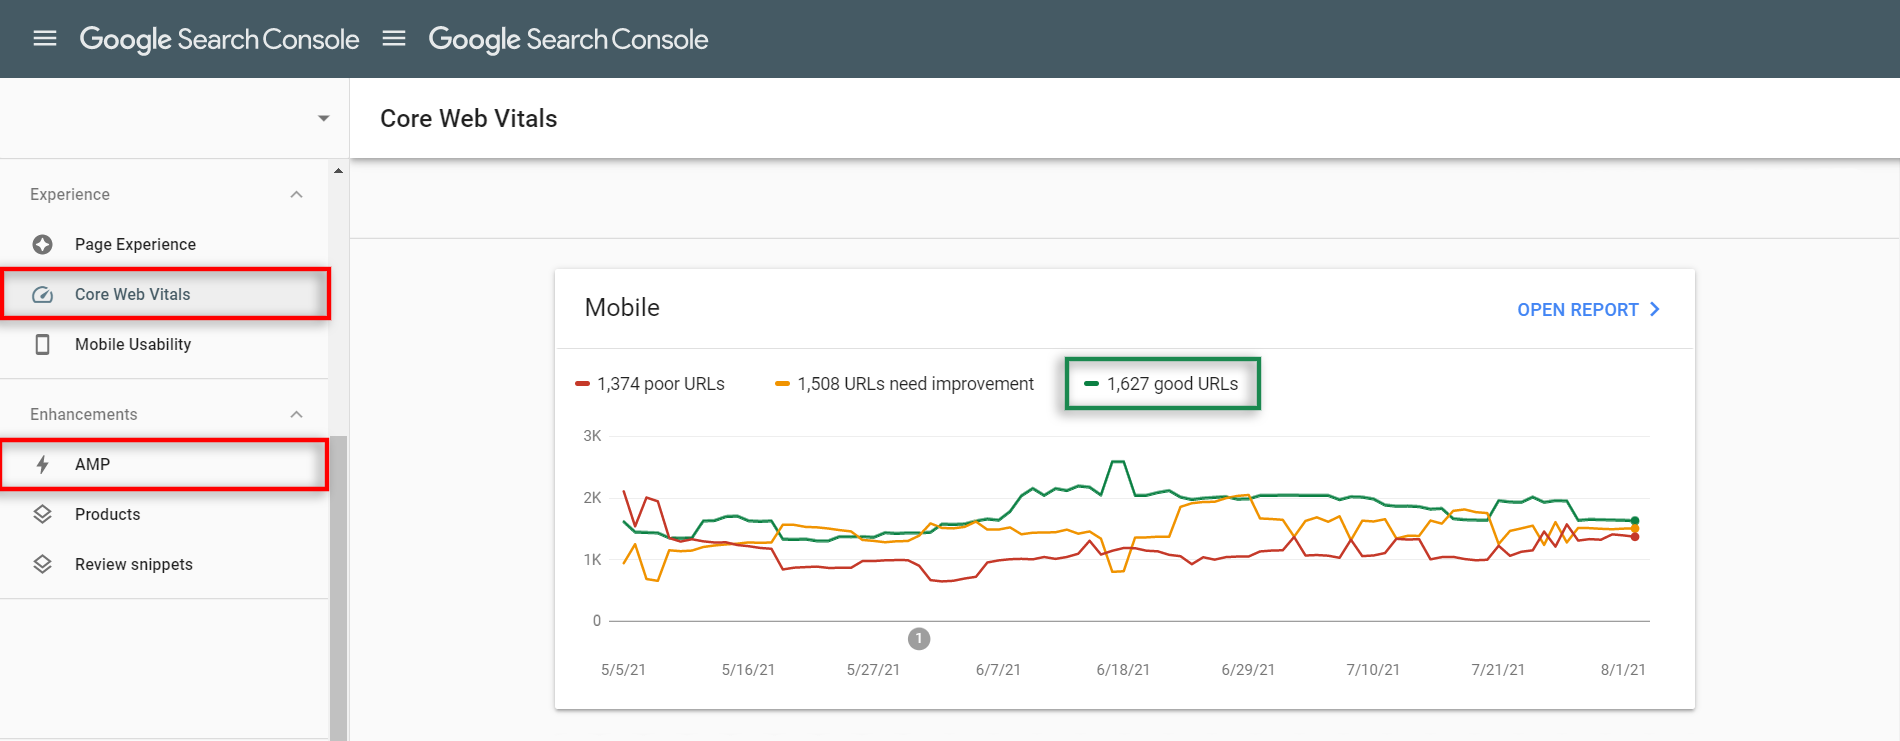 Google Search Console
Google Search Console
Core Web Vitals
Experience
Page Experience
Core Web Vitals
Mobile Usability
Enhancements
AMP
Products
Review snippets
Mobile
OPEN REPORT
1,374 poor URLs
1,508 URLs need improvement
1,627 good URLs
3K
2K
1K
0
1
5/5/21
5/16/21
5/27/21
6/7/21
6/18/21
6/29/21
7/10/21
7/21/21
8/1/21